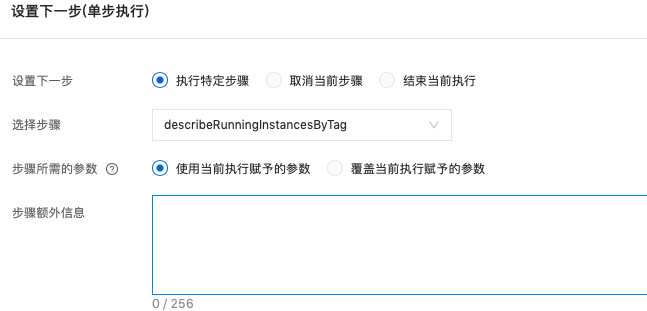 设置下一步(单步执行)
设置下一步 执行特定步骤 取消当前步骤 结束当前执行
选择步骤 describeRunningInstancesByTag
步骤所需的参数 ? 使用当前执行赋予的参数 覆盖当前执行赋予的参数
步骤额外信息
0 / 256